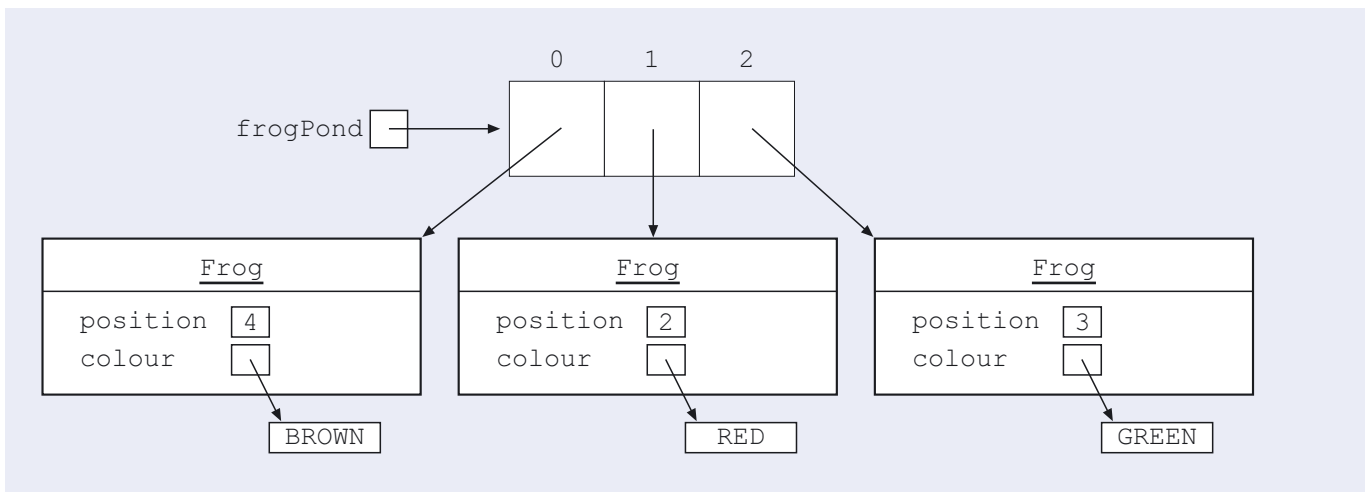 0 1 2
frogPond
Frog Frog Frog
position 4 position 2 position 3
colour colour colour
BROWN RED GREEN